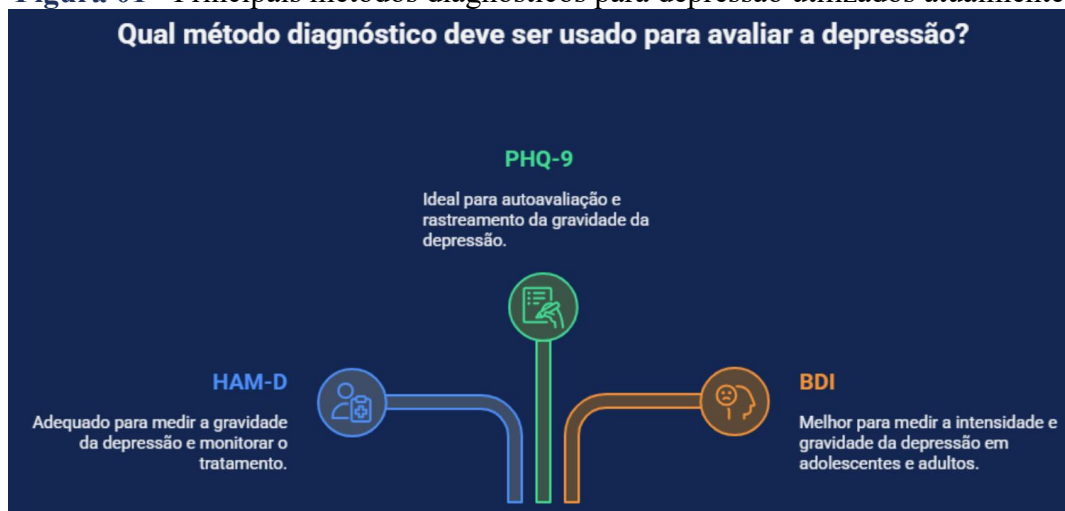 Figura 01 - Principais métodos diagnósticos para depressão utilizados atualmente
Qual método diagnóstico deve ser usado para avaliar a depressão?
PHQ-9
Ideal para autoavaliação e
rastreamento da gravidade da
depressão.
HAM-D
Adequado para medir a gravidade
da depressão e monitorar o
tratamento.
BDI
Melhor para medir a intensidade e
gravidade da depressão em
adolescentes e adultos.